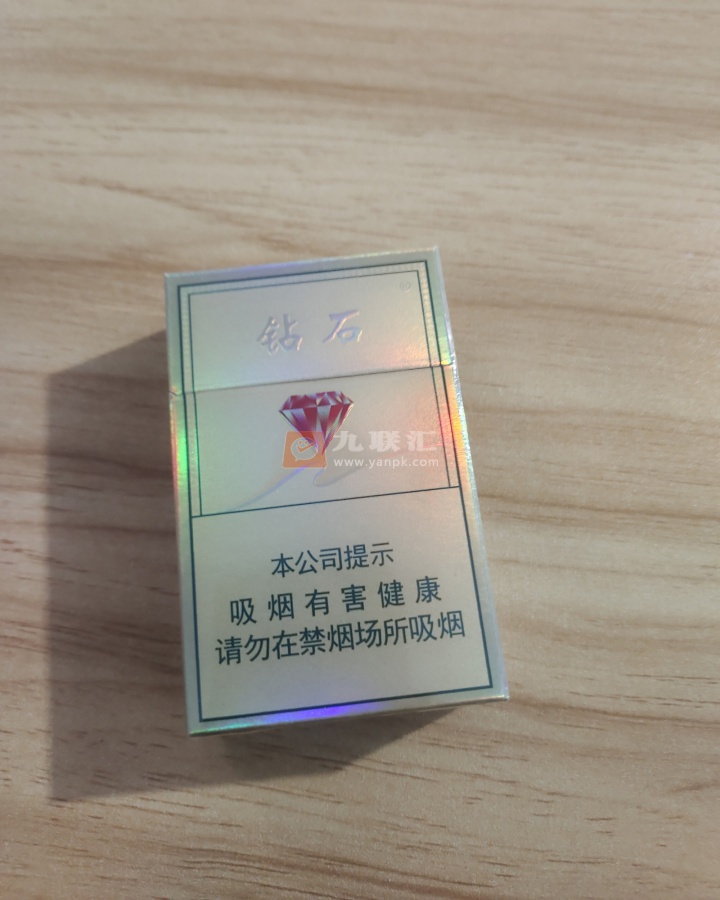 钻石
九联汇
www.yanpk.com
本公司提示
吸烟有害健康
请勿在禁烟场所吸烟